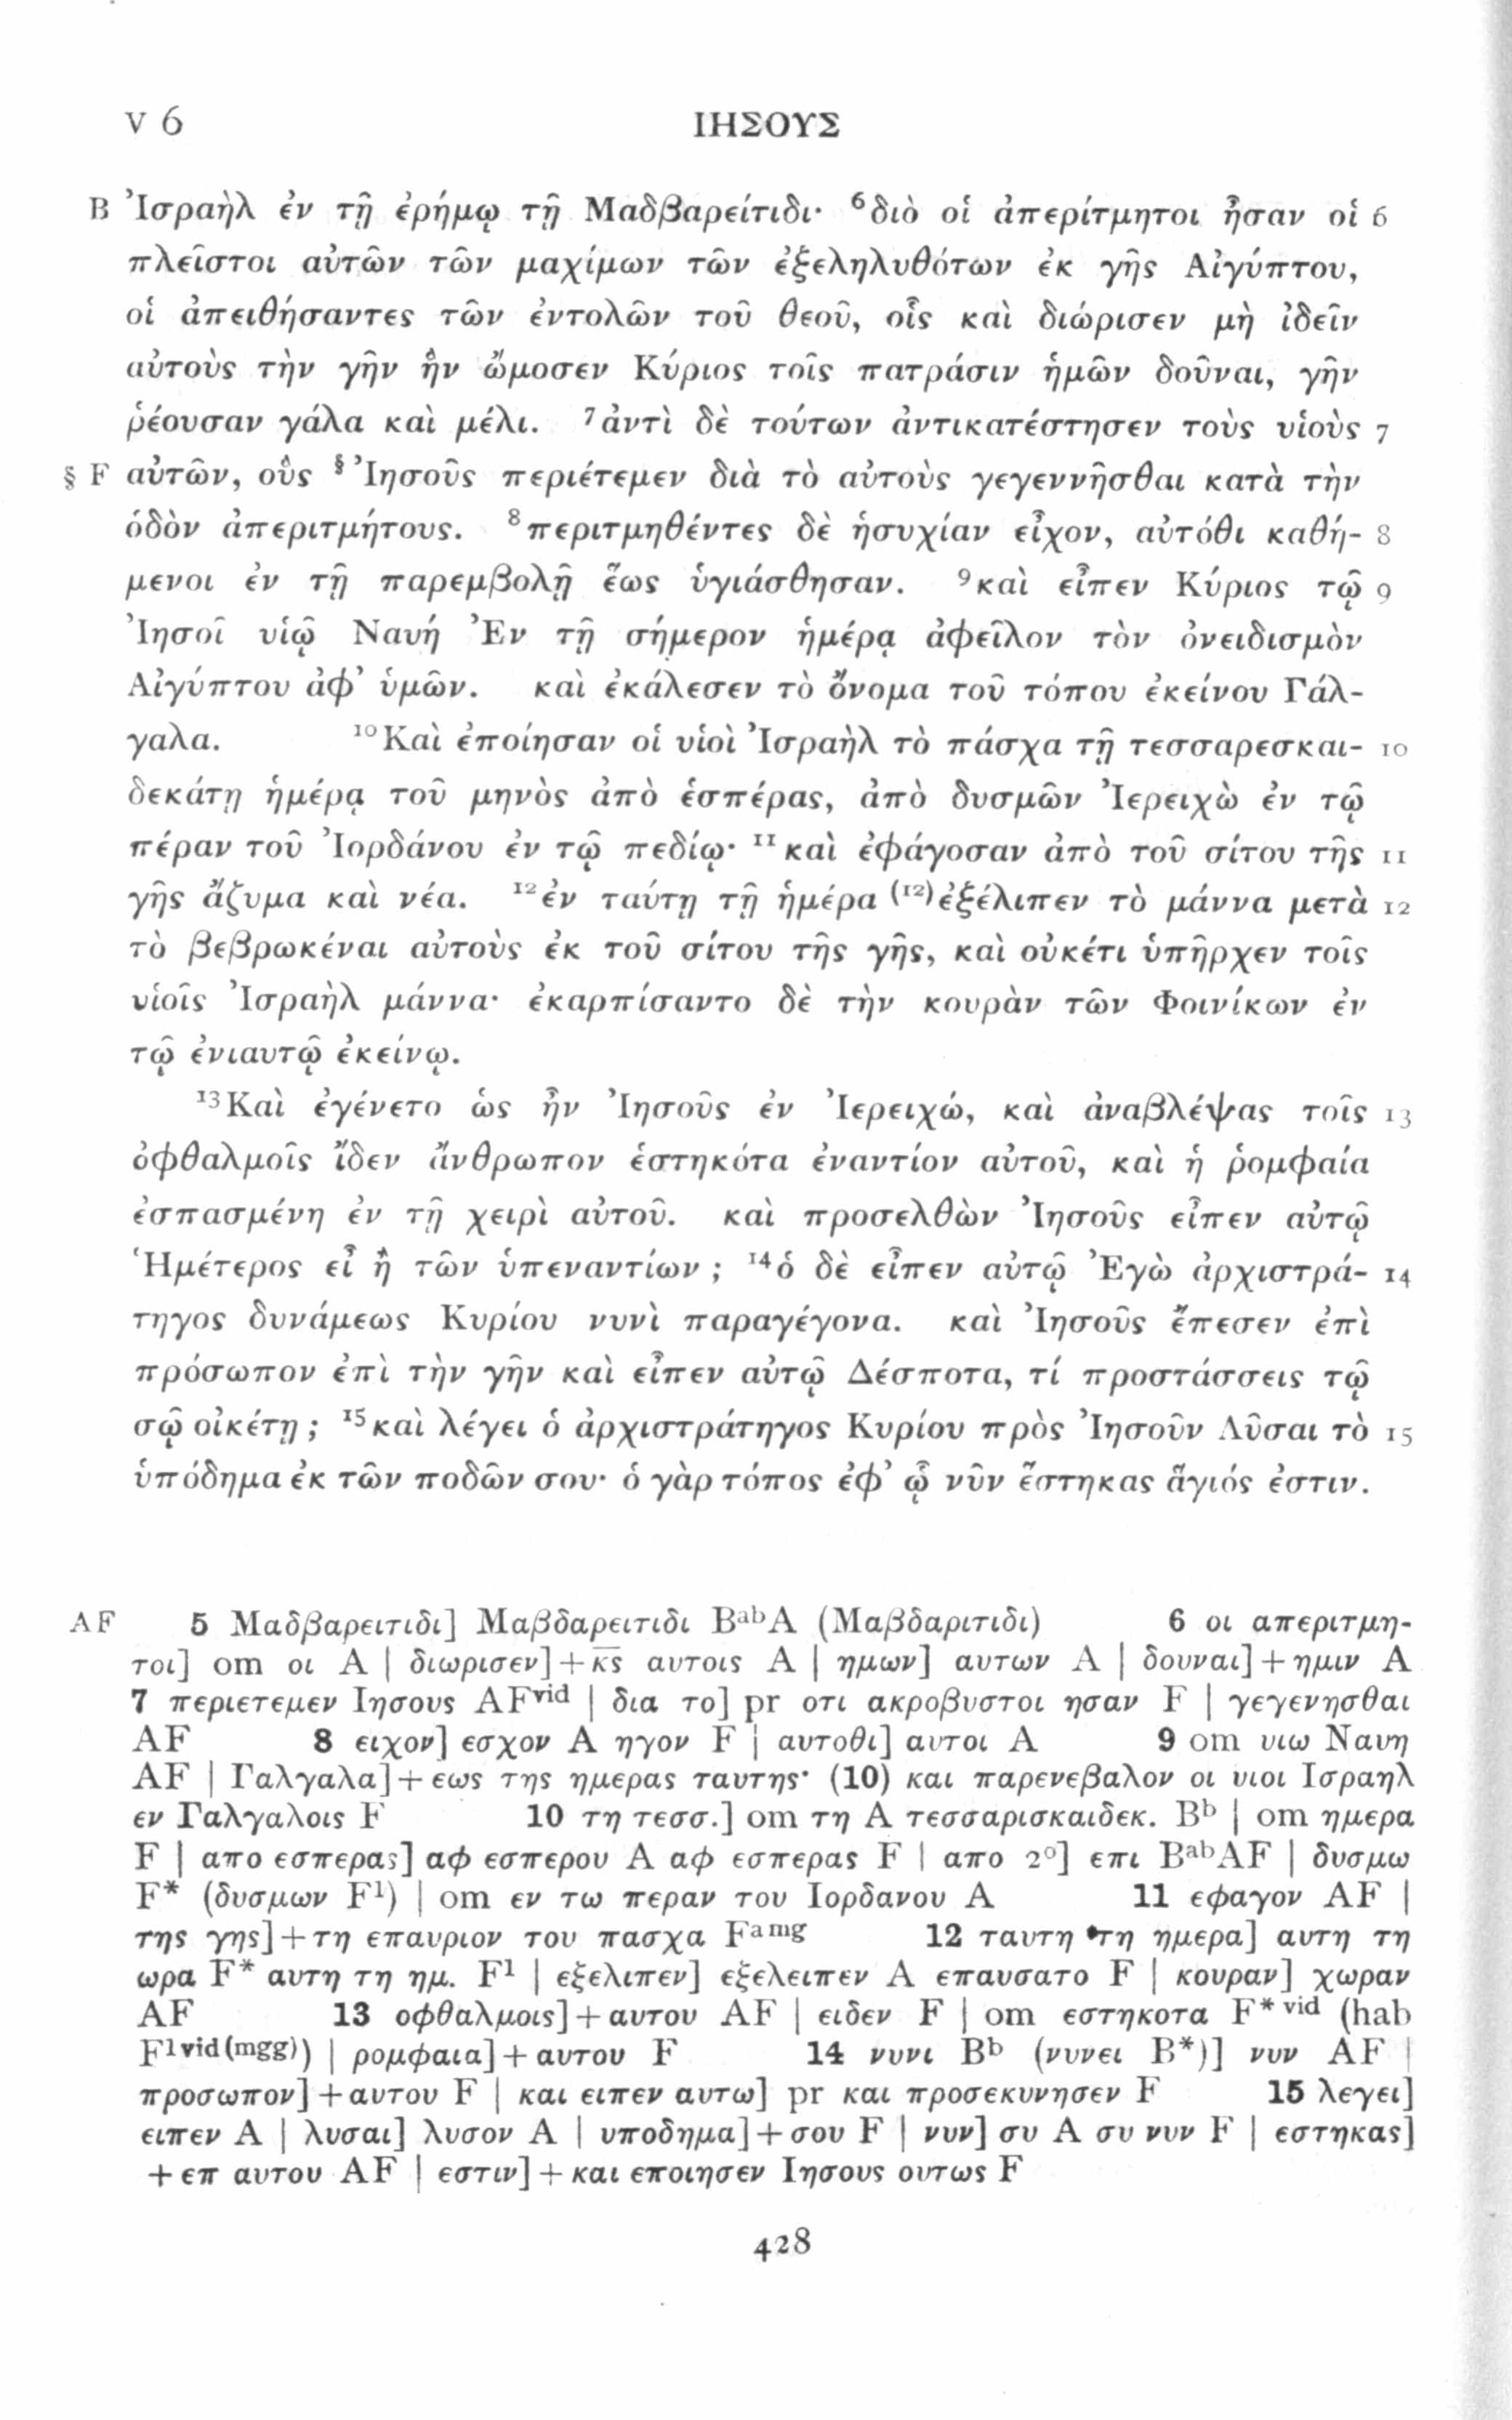 V 6 ΙΗΣΟΥΣ
B Ἰσραὴλ ἐν τῇ ἐρήμῳ τῇ Μαδβαρείτιδι· ⁶διὸ οἱ ἀπερίτμητοι ἦσαν οἱ 6
πλεῖστοι αὐτῶν τῶν μαχίμων τῶν ἐξεληλυθότων ἐκ γῆς Αἰγύπτου,
οἱ ἀπειθήσαντες τῶν ἐντολῶν τοῦ θεοῦ, οἷς καὶ διώρισεν μὴ ἰδεῖν
αὐτοὺς τὴν γῆν ἣν ὤμοσεν Κύριος τοῖς πατράσιν ἡμῶν δοῦναι, γῆν
ῥέουσαν γάλα καὶ μέλι. ⁷ἀντὶ δὲ τούτων ἀντικατέστησεν τοὺς υἱοὺς 7
§ F αὐτῶν, οὓς §Ἰησοῦς περιέτεμεν διὰ τὸ αὐτοὺς γεγεννῆσθαι κατὰ τὴν
ὁδὸν ἀπεριτμήτους. ⁸περιτμηθέντες δὲ ἡσυχίαν εἶχον, αὐτόθι καθή- 8
μενοι ἐν τῇ παρεμβολῇ ἕως ὑγιάσθησαν. ⁹καὶ εἶπεν Κύριος τῷ 9
Ἰησοῖ υἱῷ Ναυή Ἐν τῇ σήμερον ἡμέρᾳ ἀφεῖλον τὸν ὀνειδισμὸν
Αἰγύπτου ἀφ’ ὑμῶν. καὶ ἐκάλεσεν τὸ ὄνομα τοῦ τόπου ἐκείνου Γάλ-
γαλα. ¹⁰Καὶ ἐποίησαν οἱ υἱοὶ Ἰσραὴλ τὸ πάσχα τῇ τεσσαρεσκαι- 10
δεκάτῃ ἡμέρᾳ τοῦ μηνὸς ἀπὸ ἑσπέρας, ἀπὸ δυσμῶν Ἰερειχὼ ἐν τῷ
πέραν τοῦ Ἰορδάνου ἐν τῷ πεδίῳ· ¹¹καὶ ἐφάγοσαν ἀπὸ τοῦ σίτου τῆς 11
γῆς ἄζυμα καὶ νέα. ¹²ἐν ταύτῃ τῇ ἡμέρα ⁽¹²⁾ἐξέλιπεν τὸ μάννα μετὰ 12
τὸ βεβρωκέναι αὐτοὺς ἐκ τοῦ σίτου τῆς γῆς, καὶ οὐκέτι ὑπῆρχεν τοῖς
υἱοῖς Ἰσραὴλ μάννα· ἐκαρπίσαντο δὲ τὴν κουρὰν τῶν Φοινίκων ἐν
τῷ ἐνιαυτῷ ἐκείνῳ.
¹³Καὶ ἐγένετο ὡς ἦν Ἰησοῦς ἐν Ἰερειχώ, καὶ ἀναβλέψας τοῖς 13
ὀφθαλμοῖς ἴδεν ἄνθρωπον ἑστηκότα ἐναντίον αὐτοῦ, καὶ ἡ ῥομφαία
ἐσπασμένη ἐν τῇ χειρὶ αὐτοῦ. καὶ προσελθὼν Ἰησοῦς εἶπεν αὐτῷ
Ἡμέτερος εἶ ἢ τῶν ὑπεναντίων; ¹⁴ὁ δὲ εἶπεν αὐτῷ Ἐγὼ ἀρχιστρά- 14
τηγος δυνάμεως Κυρίου νυνὶ παραγέγονα. καὶ Ἰησοῦς ἔπεσεν ἐπὶ
πρόσωπον ἐπὶ τὴν γῆν καὶ εἶπεν αὐτῷ Δέσποτα, τί προστάσσεις τῷ
σῷ οἰκέτῃ; ¹⁵καὶ λέγει ὁ ἀρχιστράτηγος Κυρίου πρὸς Ἰησοῦν Λῦσαι τὸ 15
ὑπόδημα ἐκ τῶν ποδῶν σου· ὁ γὰρ τόπος ἐφ’ ᾧ νῦν ἕστηκας ἅγιός ἐστιν.
AF 5 Μαδβαρειτιδι] Μαβδαρειτιδι BᵃᵇA (Μαβδαριτιδι) 6 οι απεριτμη-
τοι] om οι A | διωρισεν]+κ̅ς̅ αυτοις A | ημων] αυτων A | δουναι]+ημιν A
7 περιετεμεν Ιησους AFᵛⁱᵈ | δια το] pr οτι ακροβυστοι ησαν F | γεγενησθαι
AF 8 ειχον] εσχον A ηγον F | αυτοθι] αυτοι A 9 om υιω Ναυη
AF | Γαλγαλα]+εως της ημερας ταυτης· (10) και παρενεβαλον οι υιοι Ισραηλ
εν Γαλγαλοις F 10 τη τεσσ.] om τη A τεσσαρισκαιδεκ. Bᵇ | om ημερα
F | απο εσπερας] αφ εσπερου A αφ εσπερας F | απο 2º] επι BᵃᵇAF | δυσμω
F* (δυσμων F¹) | om εν τω περαν του Ιορδανου A 11 εφαγον AF |
της γης]+τη επαυριον του πασχα Fᵃᵐᵍ 12 ταυτη τη ημερα] αυτη τη
ωρα F* αυτη τη ημ. F¹ | εξελιπεν] εξελειπεν A επαυσατο F | κουραν] χωραν
AF 13 οφθαλμοις]+αυτου AF | ειδεν F | om εστηκοτα F*ᵛⁱᵈ (hab
F¹ᵛⁱᵈ⁽ᵐᵍᵍ⁾) | ρομφαια]+αυτου F 14 νυνι Bᵇ (νυνει B*)] νυν AF |
προσωπον]+αυτου F | και ειπεν αυτω] pr και προσεκυνησεν F 15 λεγει]
ειπεν A | λυσαι] λυσον A | υποδημα]+σου F | νυν] συ A συ νυν F | εστηκας]
+επ αυτου AF | εστιν]+και εποιησεν Ιησους ουτως F
428